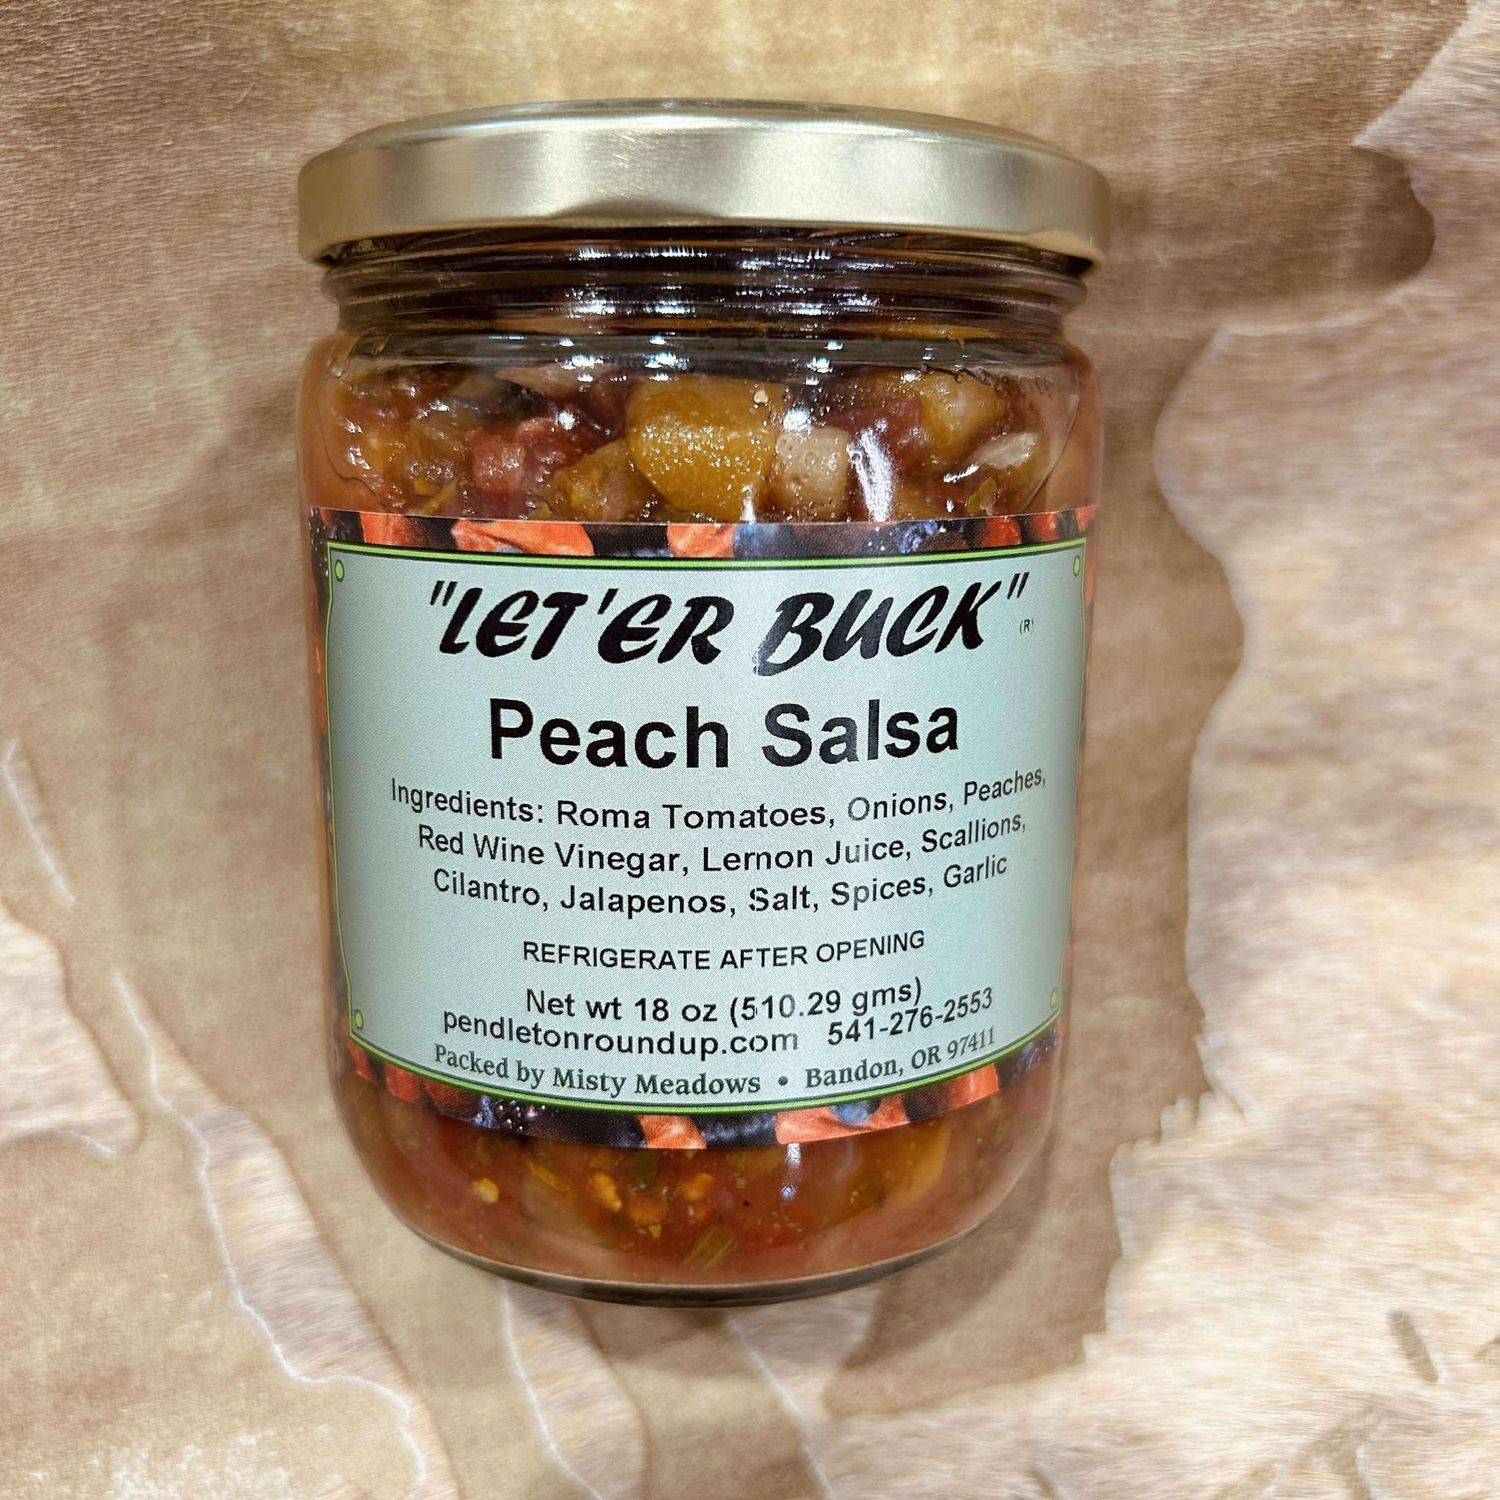 "LET'ER BUCK" (R)
Peach Salsa
Ingredients: Roma Tomatoes, Onions, Peaches,
Red Wine Vinegar, Lemon Juice, Scallions,
Cilantro, Jalapenos, Salt, Spices, Garlic
REFRIGERATE AFTER OPENING
Net wt 18 oz (510.29 gms)
pendletonroundup.com 541-276-2553
Packed by Misty Meadows • Bandon, OR 97411